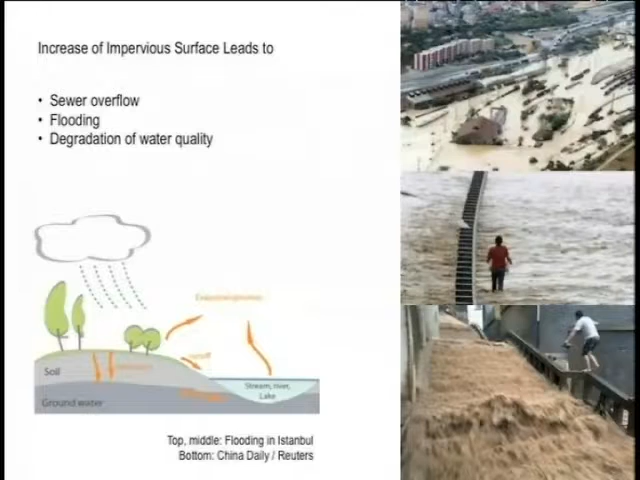 Increase of Impervious Surface Leads to
• Sewer overflow
• Flooding
• Degradation of water quality
Soil
Stream, river,
Lake
Ground water
Top, middle: Flooding in Istanbul
Bottom: China Daily / Reuters